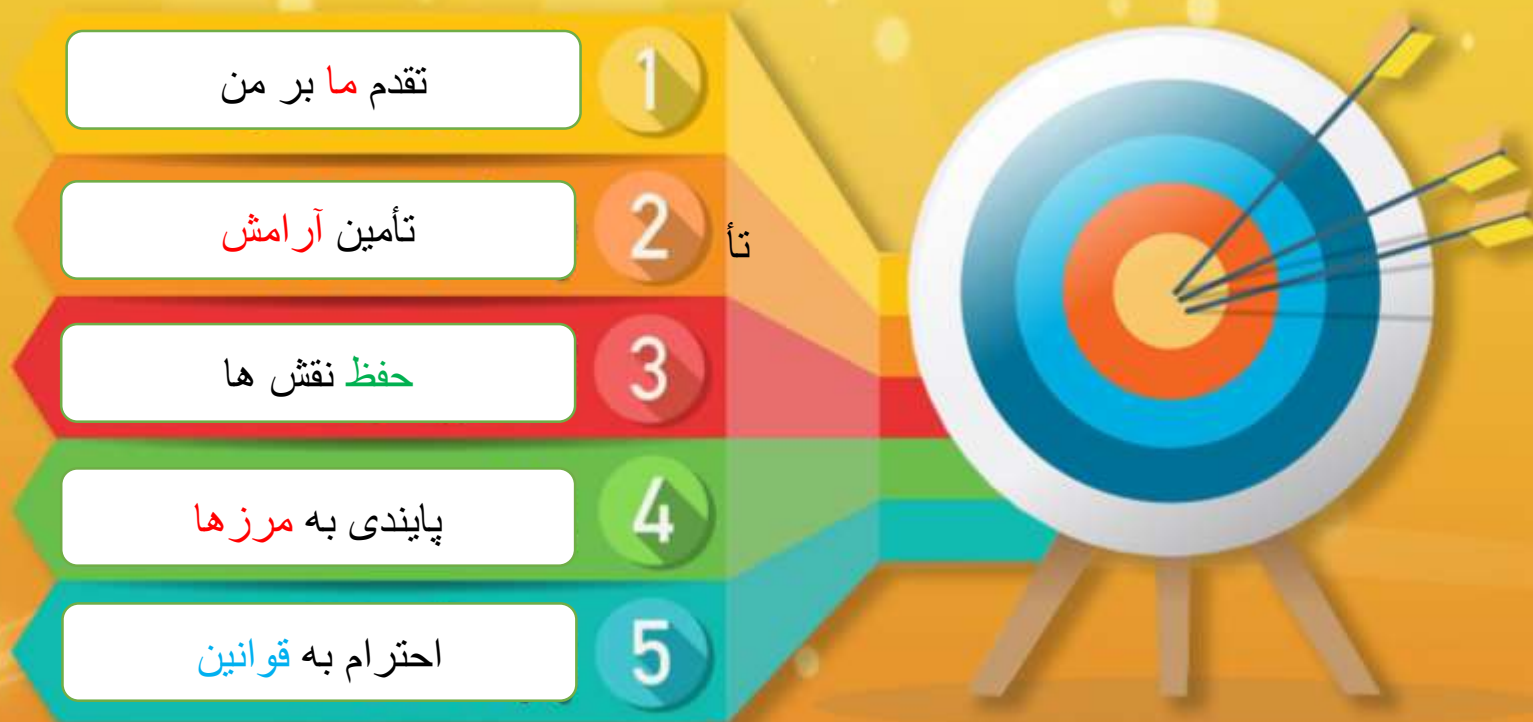 تقدم ما بر من
1
تأمین آرامش
2
تأ
حفظ نقش ها
3
پایندی به مرزها
4
احترام به قوانین
5